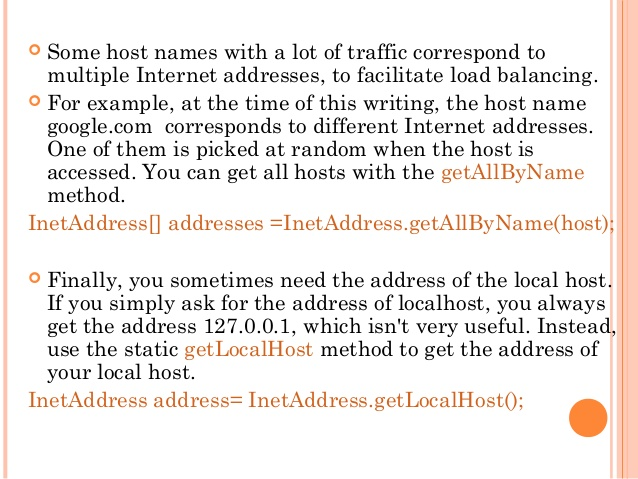 Some host names with a lot of traffic correspond to
multiple Internet addresses, to facilitate load balancing.
For example, at the time of this writing, the host name
google.com corresponds to different Internet addresses.
One of them is picked at random when the host is
accessed. You can get all hosts with the getAllByName
method.
InetAddress[] addresses =InetAddress.getAllByName(host);
Finally, you sometimes need the address of the local host.
If you simply ask for the address of localhost, you always
get the address 127.0.0.1, which isn't very useful. Instead,
use the static getLocalHost method to get the address of
your local host.
InetAddress address= InetAddress.getLocalHost();